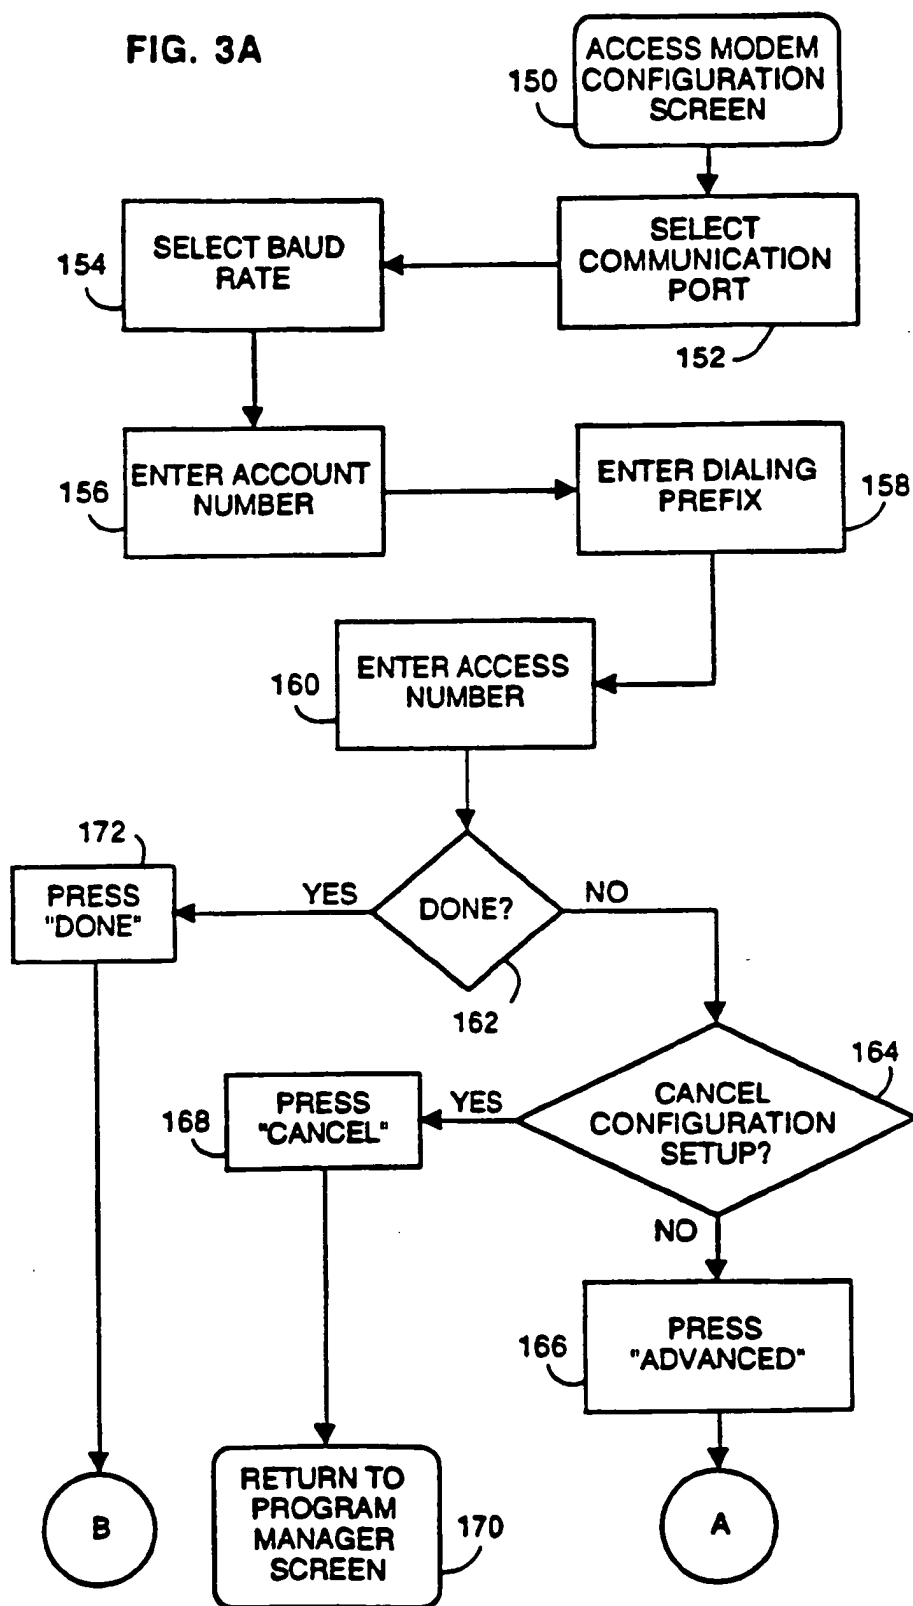 FIG. 3A
ACCESS MODEM
CONFIGURATION
SCREEN
150
SELECT
COMMUNICATION
PORT
152
SELECT BAUD
RATE
154
ENTER ACCOUNT
NUMBER
156
ENTER DIALING
PREFIX
158
ENTER ACCESS
NUMBER
160
DONE?
162
YES
NO
172
PRESS
"DONE"
164
CANCEL
CONFIGURATION
SETUP?
YES
NO
PRESS
"CANCEL"
168
PRESS
"ADVANCED"
166
B
RETURN TO
PROGRAM
MANAGER
SCREEN
170
A